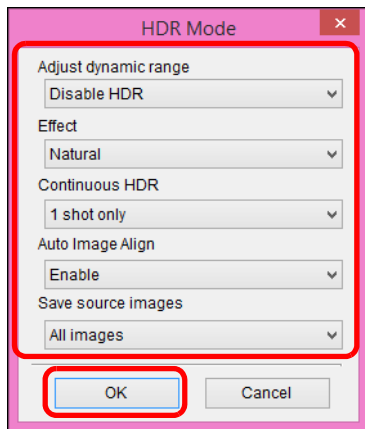 HDR Mode
Adjust dynamic range
Disable HDR
Effect
Natural
Continuous HDR
1 shot only
Auto Image Align
Enable
Save source images
All images
OK Cancel